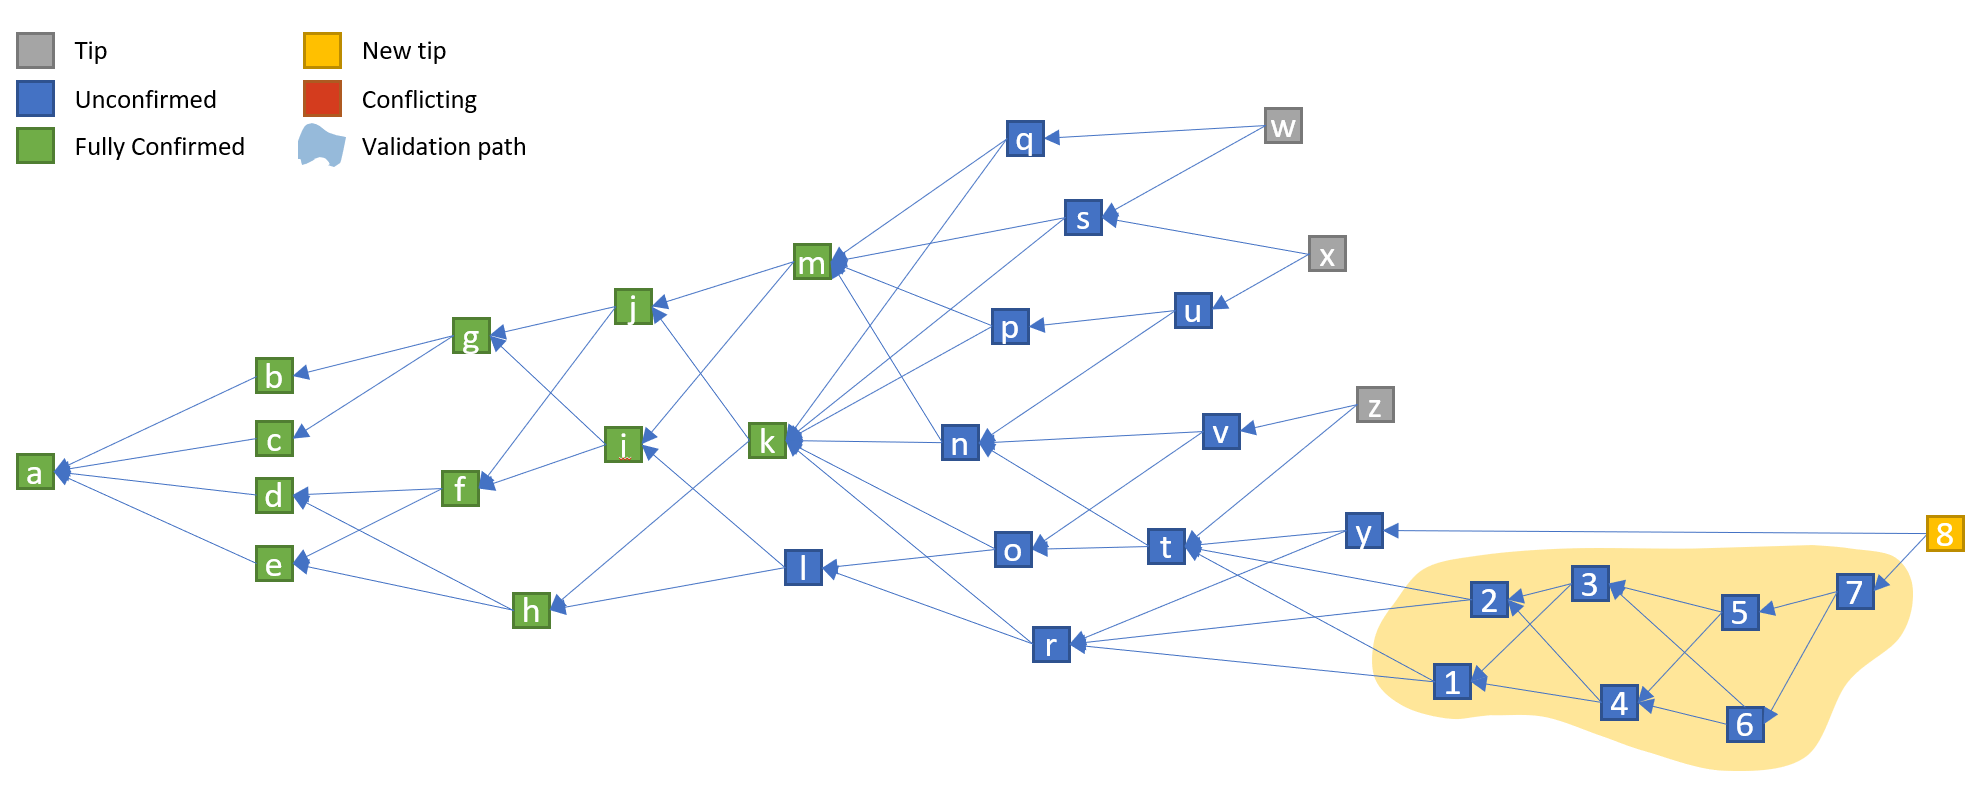 Tip
New tip
Unconfirmed
Conflicting
Fully Confirmed
Validation path
w
q
s
x
m
j
u
p
g
b
z
v
c
k
n
i
a
f
d
y
8
t
o
e
l
3
7
2
h
5
r
1
4
6